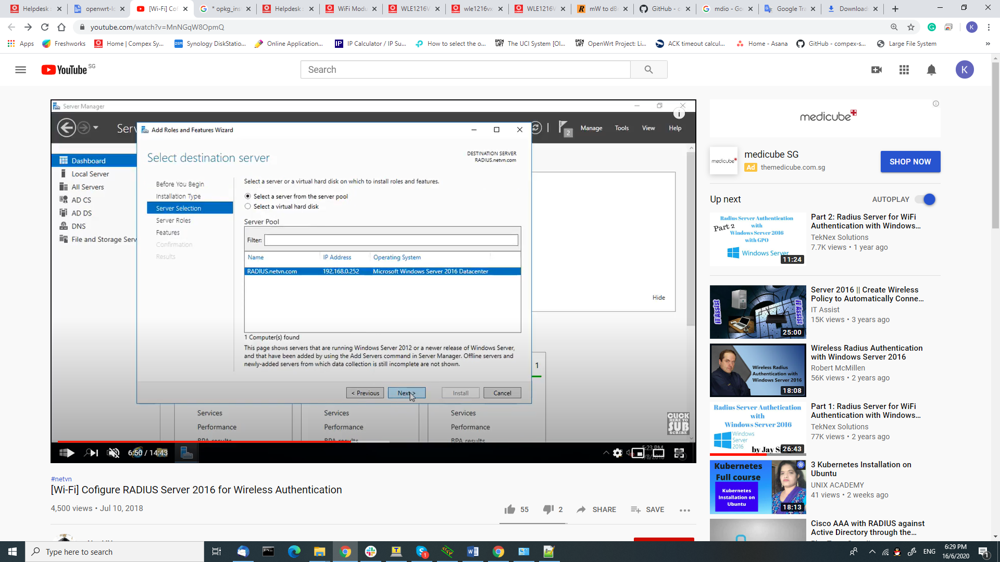 Helpdesk
openwrt-lo
[Wi-Fi] Cof
* opkg_ins
Helpdesk
WiFi Modu
WLE1216V
wle1216vx
WLE1216V
mW to dB
GitHub - c
mdio - Go
Google Tra
Download
youtube.com/watch?v=MnNGqW8OpmQ
K
Apps
Freshworks
Home | Compex Sy...
Synology DiskStatio...
Online Application...
IP Calculator / IP Su...
How to select the o...
The UCI System [Ol...
OpenWrt Project: Li...
ACK timeout calcul...
Home - Asana
GitHub - compex-s...
Large File System
»
YouTube SG
Search
K
Server Manager
Serv
2
Manage
Tools
View
Help
Add Roles and Features Wizard
Select destination server
DESTINATION SERVER
RADIUS.netvn.com
Dashboard
Local Server
All Servers
AD CS
AD DS
DNS
File and Storage Serv
Before You Begin
Installation Type
Server Selection
Server Roles
Features
Confirmation
Results
Select a server or a virtual hard disk on which to install roles and features.
Select a server from the server pool
Select a virtual hard disk
Server Pool
Filter:
Name IP Address Operating System
RADIUS.netvn.com 192.168.0.252 Microsoft Windows Server 2016 Datacenter
1 Computer(s) found
This page shows servers that are running Windows Server 2012 or a newer release of Windows Server,
and that have been added by using the Add Servers command in Server Manager. Offline servers and
newly-added servers from which data collection is still incomplete are not shown.
< Previous
Next >
Install
Cancel
Hide
1
Services
Performance
BPA results
Services
Performance
BPA results
Services
Performance
BPA results
CLICK
HERE TO
SUB
SCRIBE
6:50 / 14:43
5:23 PM
#netvn
[Wi-Fi] Cofigure RADIUS Server 2016 for Wireless Authentication
4,500 views • Jul 10, 2018
55
2
SHARE
SAVE
medicube
medicube
medicube SG
Ad themedicube.com.sg
SHOP NOW
Up next
AUTOPLAY
Radius Server Authentication
Part 2
with
Windows Server 2016
with GPO
Windows Server
11:24
Part 2: Radius Server for WiFi
Authentication with Windows...
TekNex Solutions
7.7K views • 1 year ago
IT Assist
IT Assist
25:00
Server 2016 || Create Wireless
Policy to Automatically Conne...
IT Assist
15K views • 3 years ago
Wireless Radius
Authentication with
Windows Server 2016
18:08
Wireless Radius Authentication
with Windows Server 2016
Robert McMillen
56K views • 2 years ago
Radius Server Authetication
with
Windows Server 2016
Windows
Server
2016
26:43
Part 1: Radius Server for WiFi
Authentication with Windows...
TekNex Solutions
77K views • 2 years ago
Kubernetes
Full course
Kubernetes
Installation on
Ubuntu
18:13
3 Kubernetes Installation on
Ubuntu
UNIX ACADEMY
41 views • 2 weeks ago
Cisco AAA with RADIUS against
Active Directory through the...
Type here to search
1
ENG
6:29 PM
16/6/2020
1